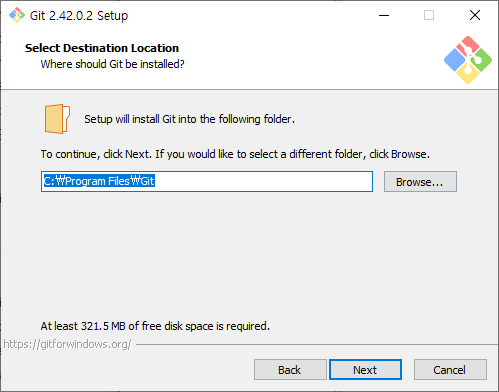 Git 2.42.0.2 Setup
Select Destination Location
Where should Git be installed?
Setup will install Git into the following folder.
To continue, click Next. If you would like to select a different folder, click Browse.
C:₩Program Files₩Git
Browse...
At least 321.5 MB of free disk space is required.
https://gitforwindows.org/
Back
Next
Cancel